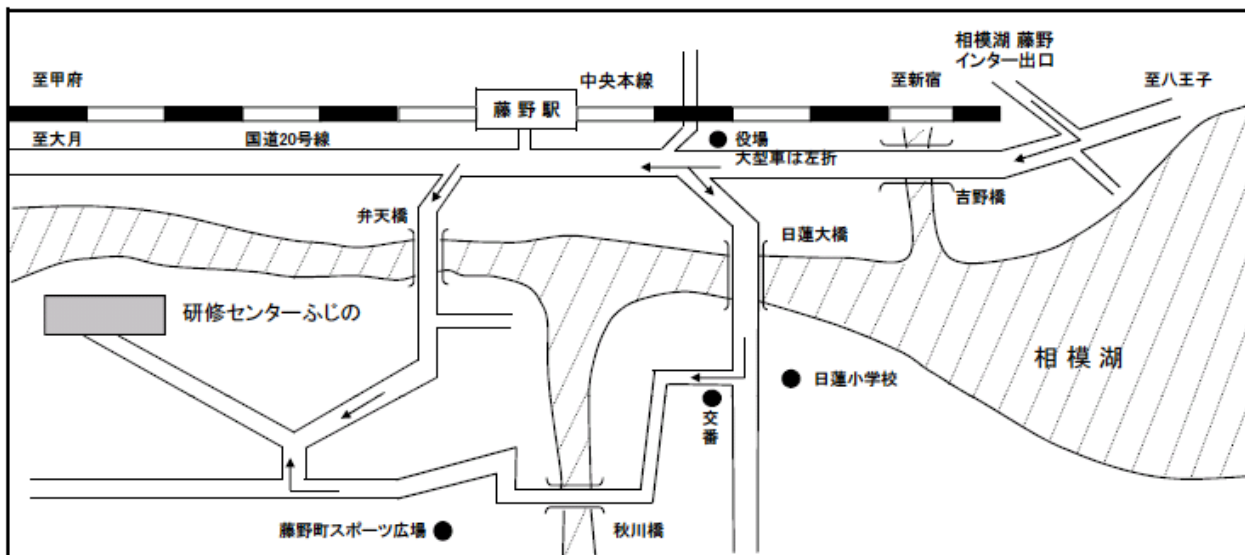 相模湖 藤野
インター出口
至甲府
中央本線
至新宿
至八王子
藤野駅
至大月
国道20号線
役場
大型車は左折
吉野橋
弁天橋
日蓮大橋
研修センターふじの
相模湖
日蓮小学校
交番
藤野町スポーツ広場
秋川橋